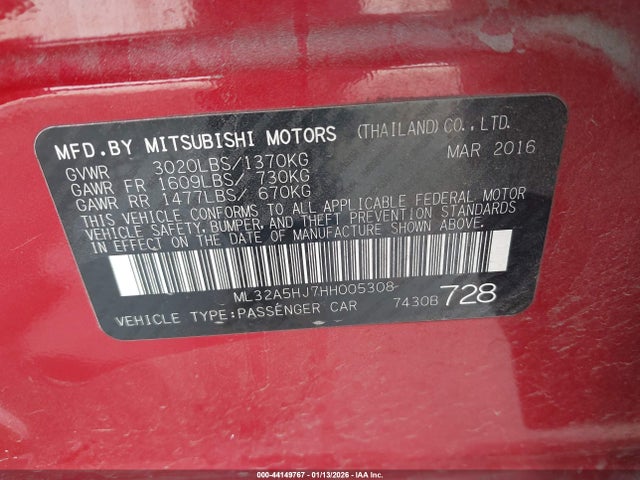 MFD.BY MITSUBISHI MOTORS (THAILAND)CO.,LTD.
GVWR 3020LBS/1370KG MAR 2016
GAWR FR 1609LBS/ 730KG
GAWR RR 1477LBS/ 670KG
THIS VEHICLE CONFORMS TO ALL APPLICABLE FEDERAL MOTOR
VEHICLE SAFETY, BUMPER, AND THEFT PREVENTION STANDARDS
IN EFFECT ON THE DATE OF MANUFACTURE SHOWN ABOVE.
ML32A5HJ7HH005308
VEHICLE TYPE:PASSENGER CAR 7430B 728
000-44149767 - 01/13/2026 - IAA Inc.